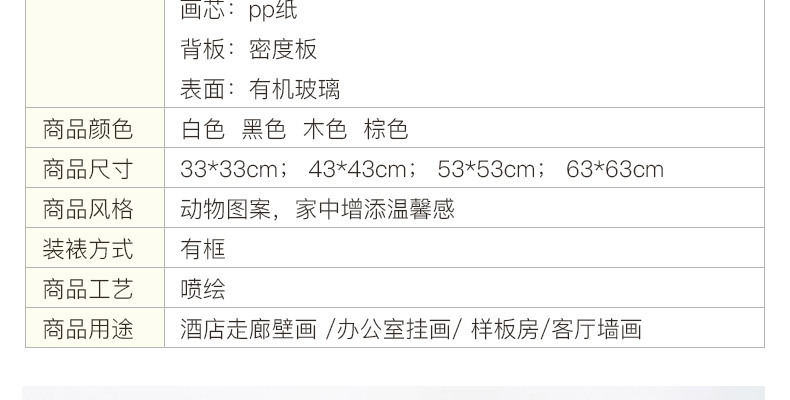 画芯：pp纸
背板：密度板
表面：有机玻璃
商品颜色 白色 黑色 木色 棕色
商品尺寸 33*33cm； 43*43cm； 53*53cm； 63*63cm
商品风格 动物图案，家中增添温馨感
装裱方式 有框
商品工艺 喷绘
商品用途 酒店走廊壁画 /办公室挂画/ 样板房/客厅墙画